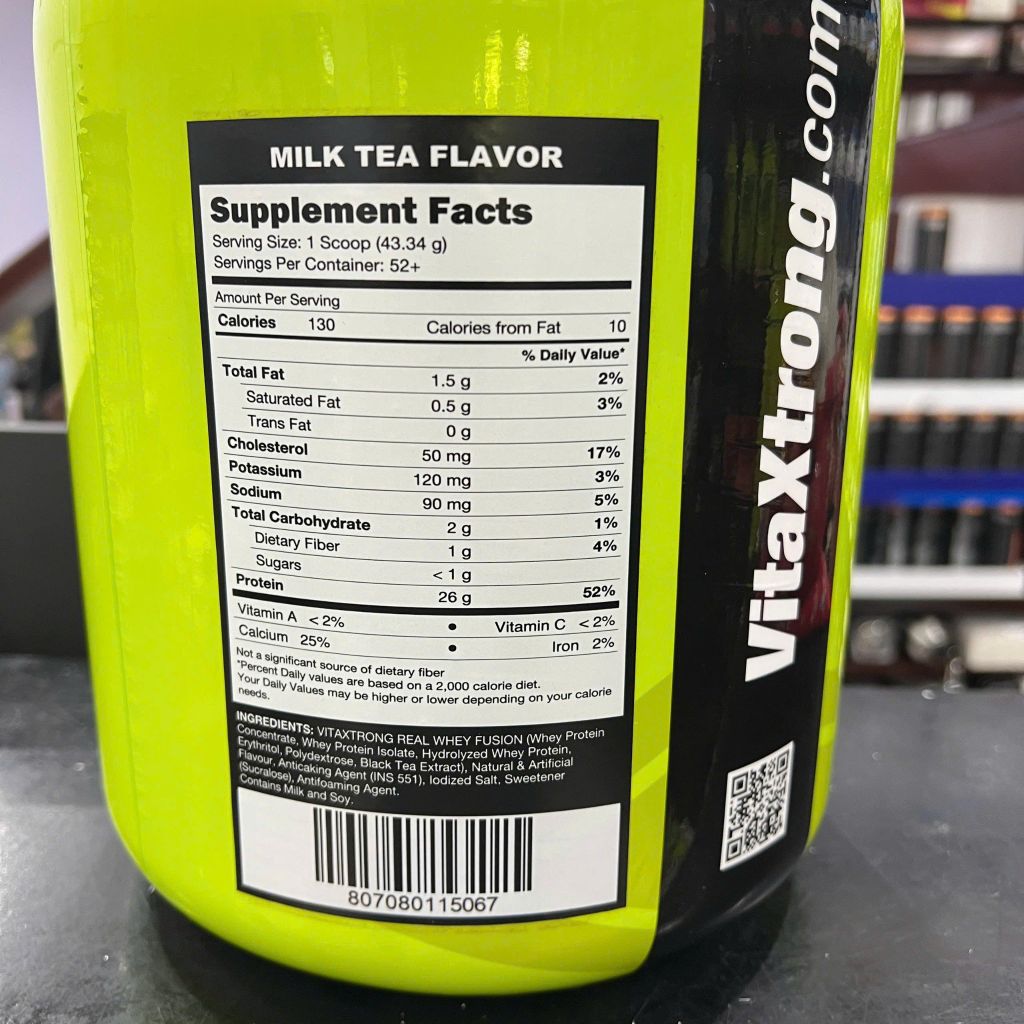 MILK TEA FLAVOR
Supplement Facts
Serving Size: 1 Scoop (43.34 g)
Servings Per Container: 52+
Amount Per Serving
Calories 130 Calories from Fat 10
% Daily Value*
Total Fat 1.5 g 2%
Saturated Fat 0.5 g 3%
Trans Fat 0 g
Cholesterol 50 mg 17%
Potassium 120 mg 3%
Sodium 90 mg 5%
Total Carbohydrate 2 g 1%
Dietary Fiber 1 g 4%
Sugars < 1 g
Protein 26 g 52%
Vitamin A < 2% • Vitamin C < 2%
Calcium 25% • Iron 2%
Not a significant source of dietary fiber
*Percent Daily values are based on a 2,000 calorie diet.
Your Daily Values may be higher or lower depending on your calorie
needs.
INGREDIENTS: VITAXTRONG REAL WHEY FUSION (Whey Protein
Concentrate, Whey Protein Isolate, Hydrolyzed Whey Protein,
Erythritol, Polydextrose, Black Tea Extract), Natural & Artificial
Flavour, Anticaking Agent (INS 551), Iodized Salt, Sweetener
(Sucralose), Antifoaming Agent.
Contains Milk and Soy.
807080115067
VitaXtrong.com